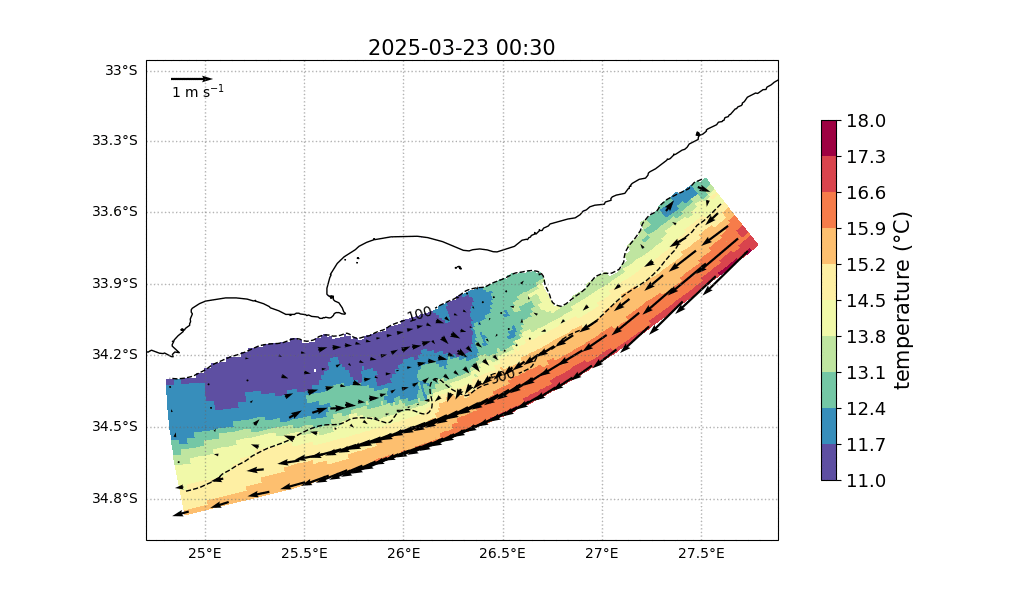 2025-03-23 00:30
1 m s⁻¹
33°S
33.3°S
33.6°S
33.9°S
34.2°S
34.5°S
34.8°S
25°E
25.5°E
26°E
26.5°E
27°E
27.5°E
100
500
18.0
17.3
16.6
15.9
15.2
14.5
13.8
13.1
12.4
11.7
11.0
temperature (°C)